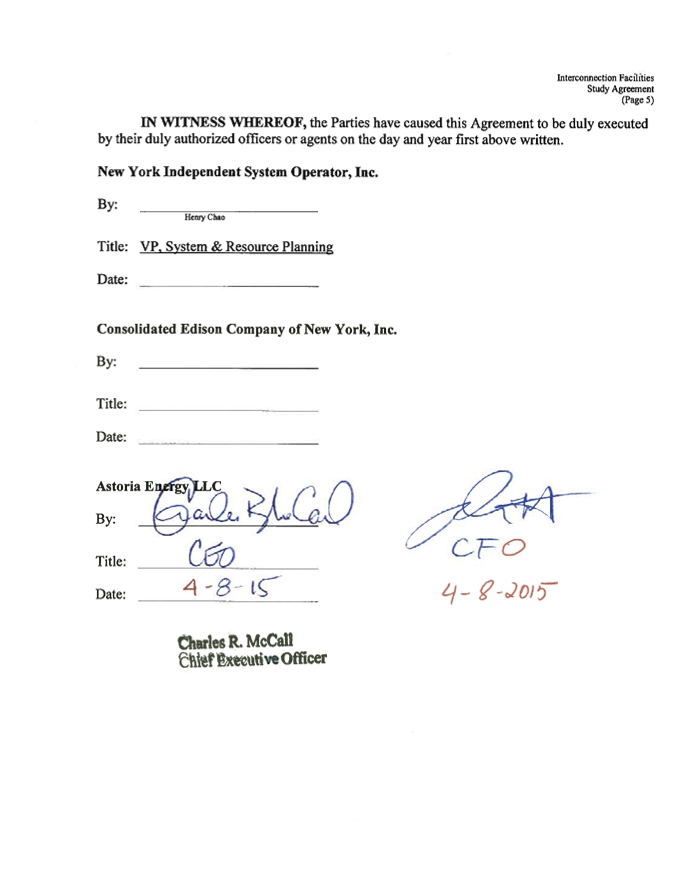 Interconnection Facilities
Study Agreement
(Page 5)
IN WITNESS WHEREOF, the Parties have caused this Agreement to be duly executed
by their duly authorized officers or agents on the day and year first above written.
New York Independent System Operator, Inc.
By:
Henry Chao
Title: VP, System & Resource Planning
Date:
Consolidated Edison Company of New York, Inc.
By:
Title:
Date:
Astoria Energy, LLC
By: Charles R. McCall
Title: CEO
CFO
Date: 4-8-15
4-8-2015
Charles R. McCall
Chief Executive Officer